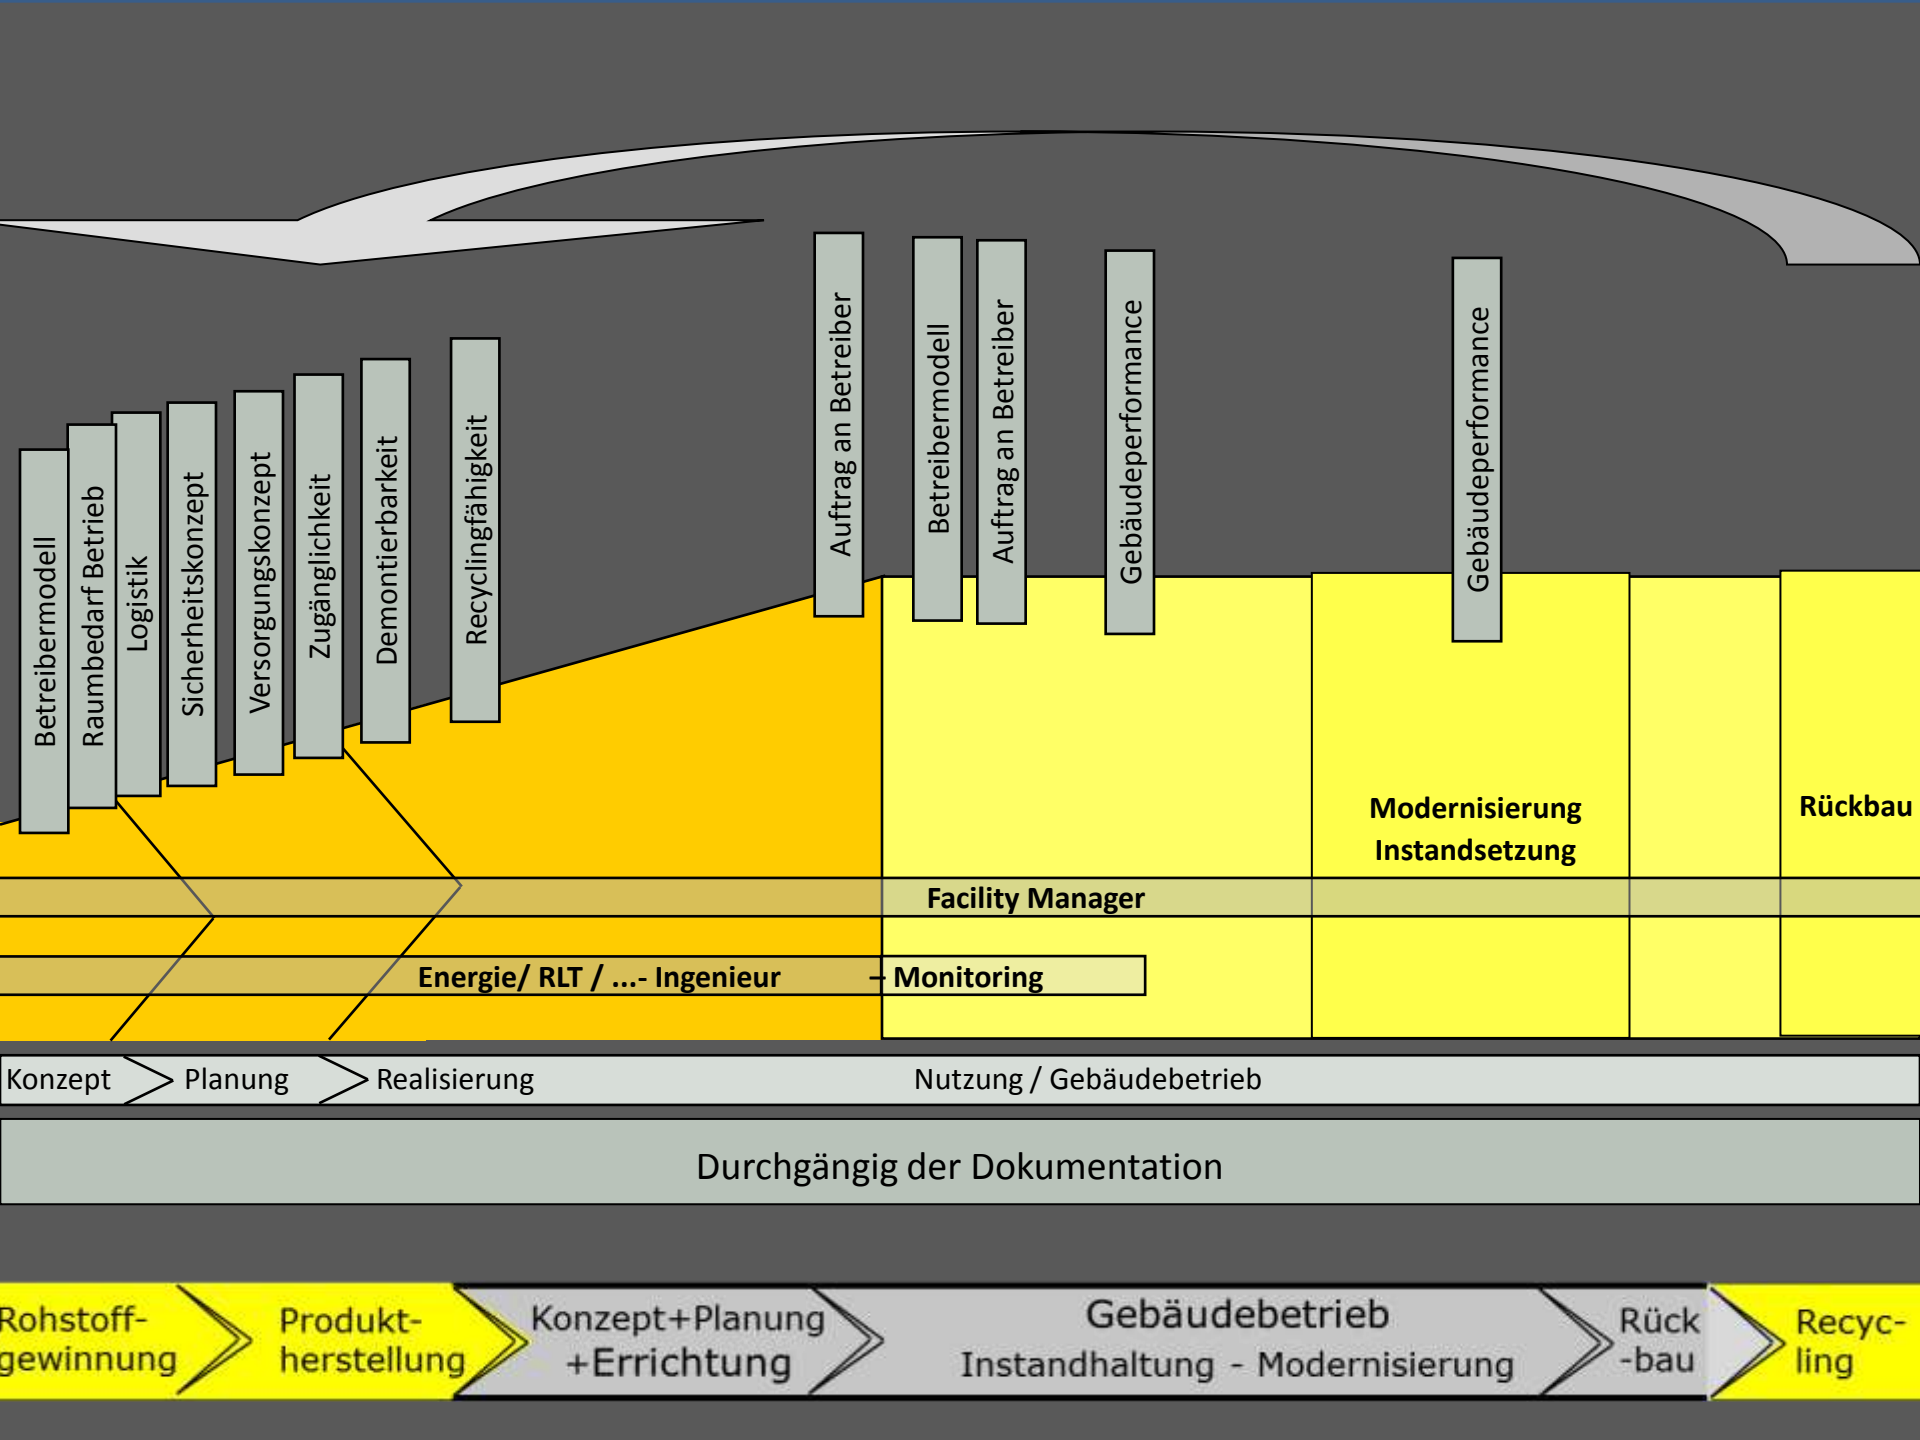 Betreibermodell
Raumbedarf Betrieb
Logistik
Sicherheitskonzept
Versorgungskonzept
Zugänglichkeit
Demontierbarkeit
Recyclingfähigkeit
Auftrag an Betreiber
Betreibermodell
Auftrag an Betreiber
Gebäudeperformance
Gebäudeperformance
Modernisierung
Instandsetzung
Rückbau
Facility Manager
Energie/ RLT / ...- Ingenieur – Monitoring
Konzept Planung Realisierung Nutzung / Gebäudebetrieb
Durchgängig der Dokumentation
Rohstoff-
gewinnung
Produkt-
herstellung
Konzept+Planung
+Errichtung
Gebäudebetrieb
Instandhaltung - Modernisierung
Rück
-bau
Recyc-
ling